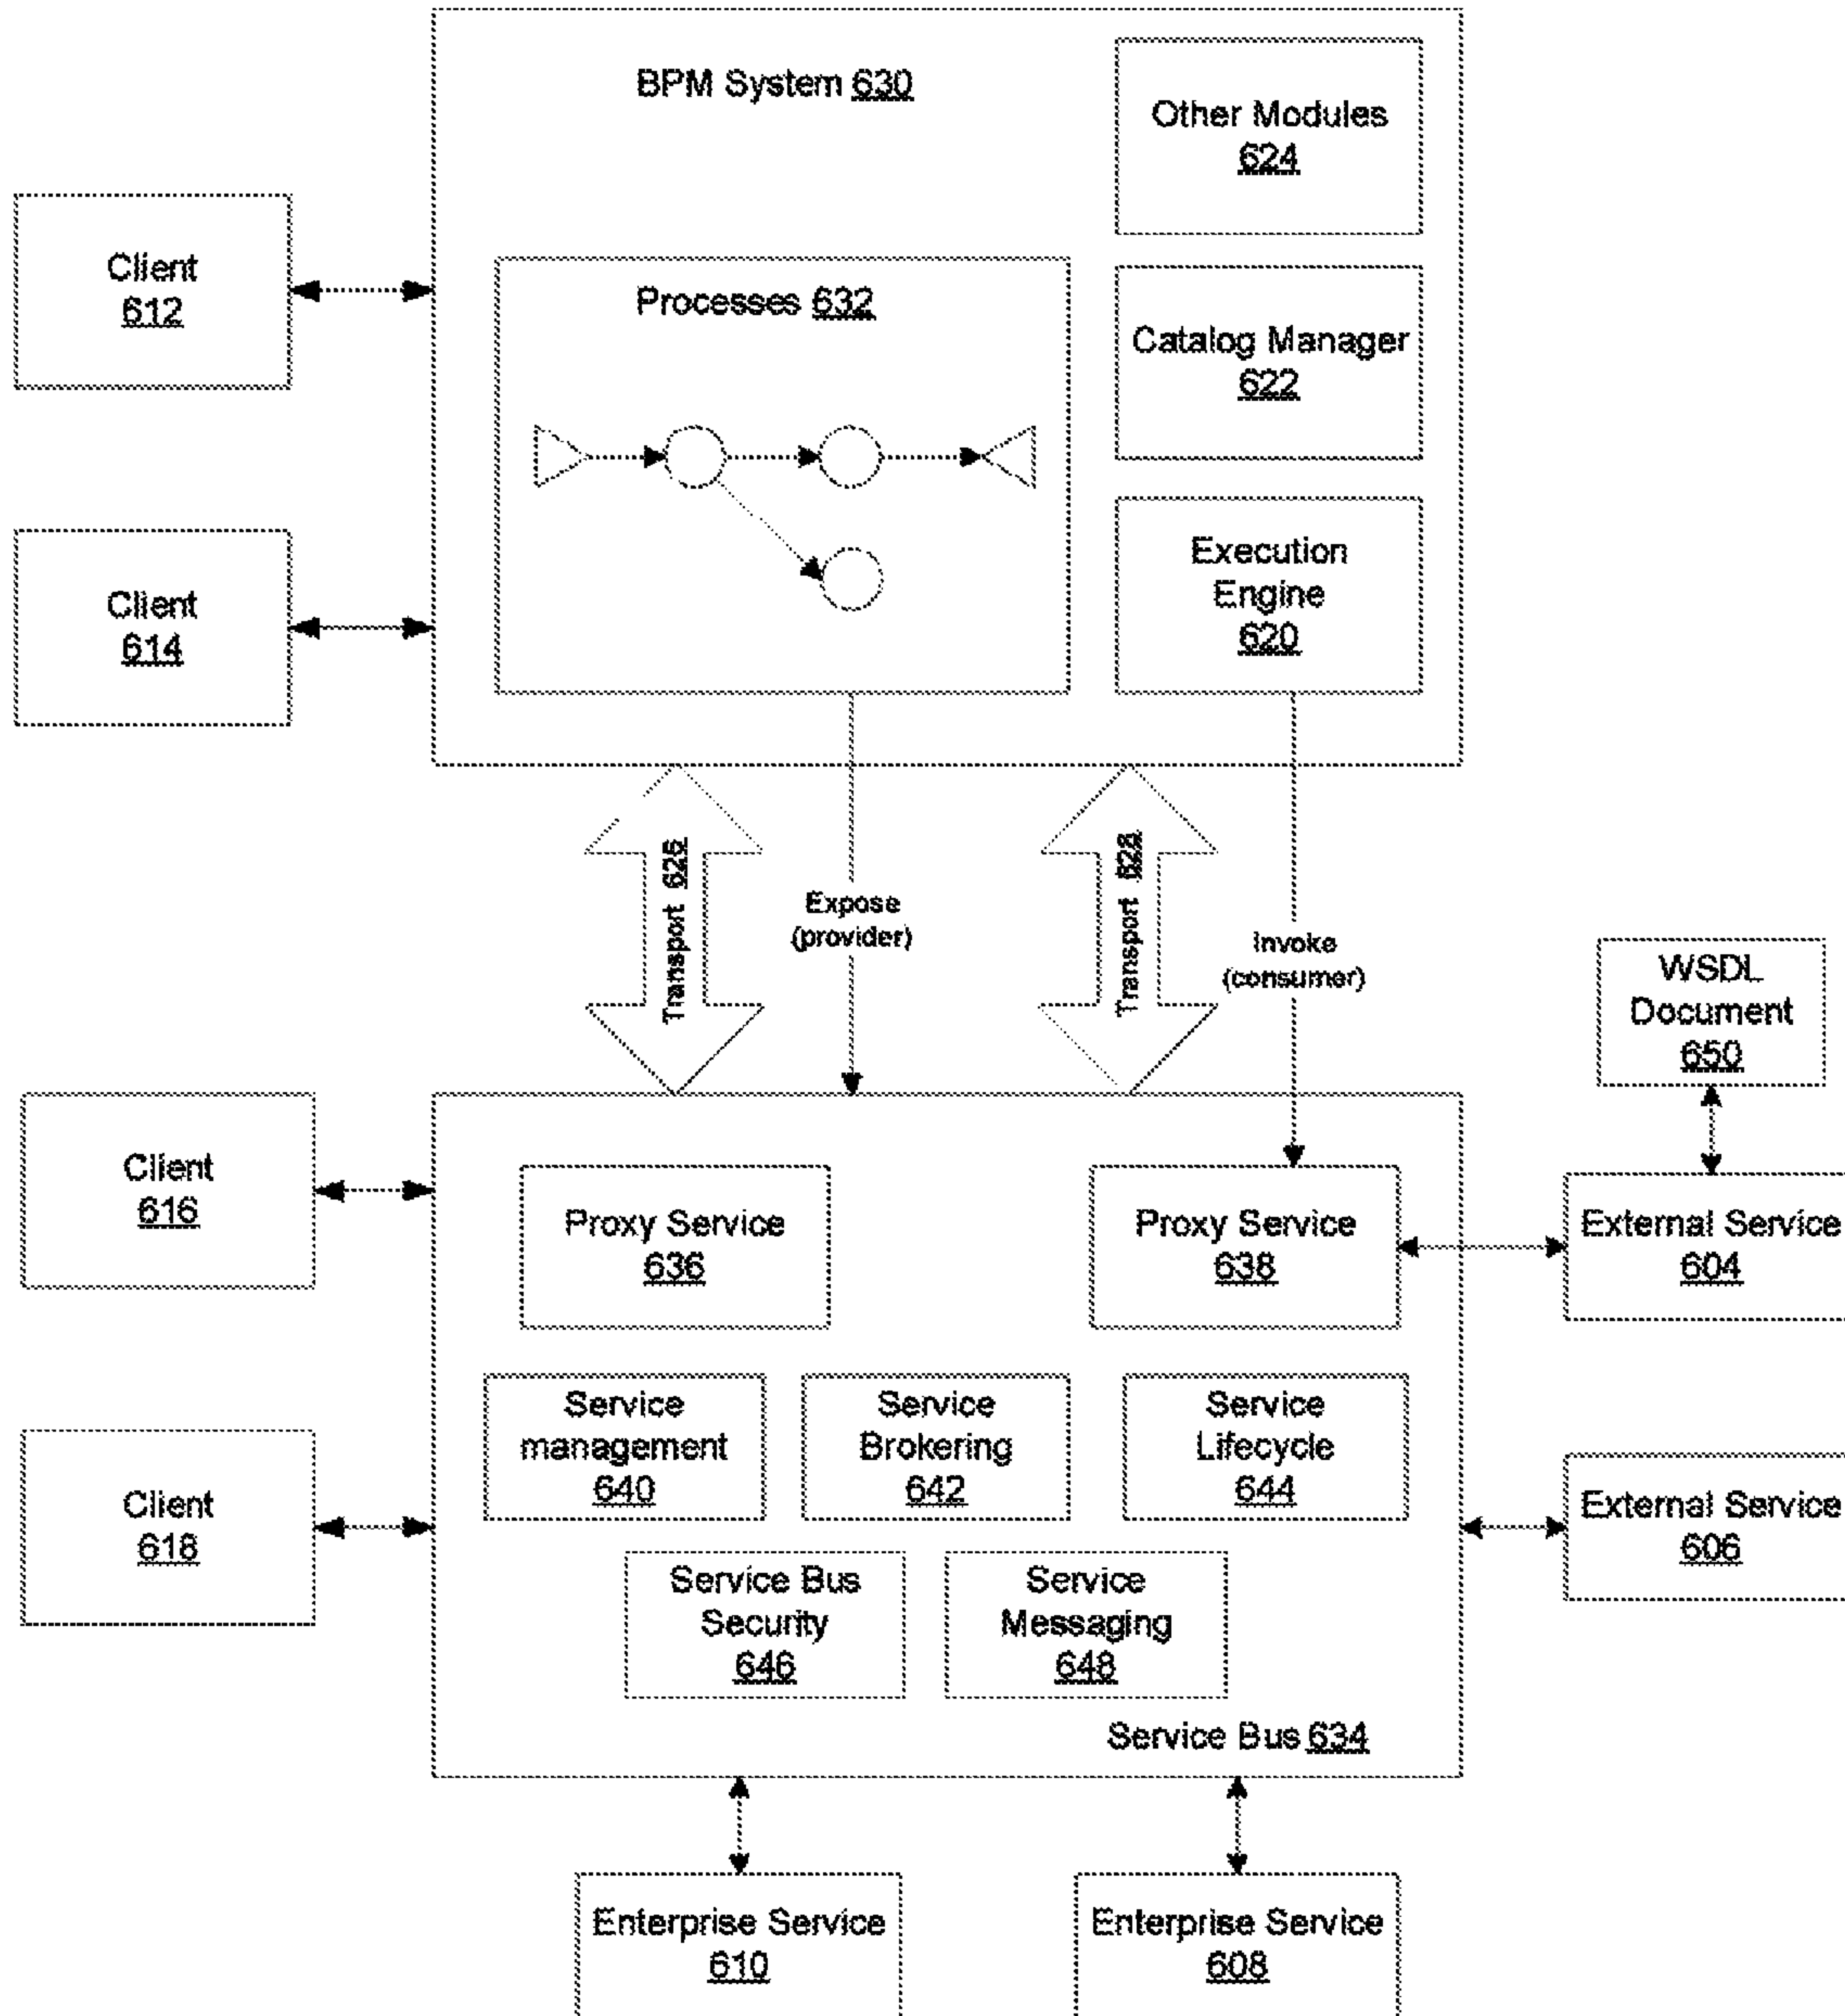 BPM System 630
Other Modules
624
Client
612
Processes 632
Catalog Manager
622
Client
614
Execution
Engine
620
Transport 626
Expose
(provider)
Transport 628
Invoke
(consumer)
WSDL
Document
650
Client
616
Proxy Service
636
Proxy Service
638
External Service
604
Service
management
640
Service
Brokering
642
Service
Lifecycle
644
Client
618
External Service
606
Service Bus
Security
646
Service
Messaging
648
Service Bus 634
Enterprise Service
610
Enterprise Service
608